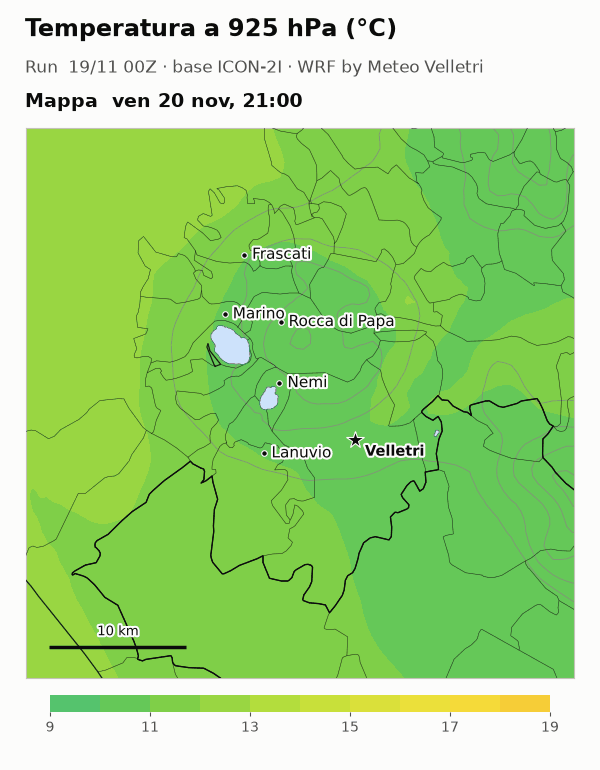 Temperatura a 925 hPa (°C)
Run  19/11 00Z · base ICON-2I · WRF by Meteo Velletri
Mappa  ven 20 nov, 21:00
Frascati
Marino
Rocca di Papa
Nemi
Velletri
Lanuvio
10 km
9 11 13 15 17 19